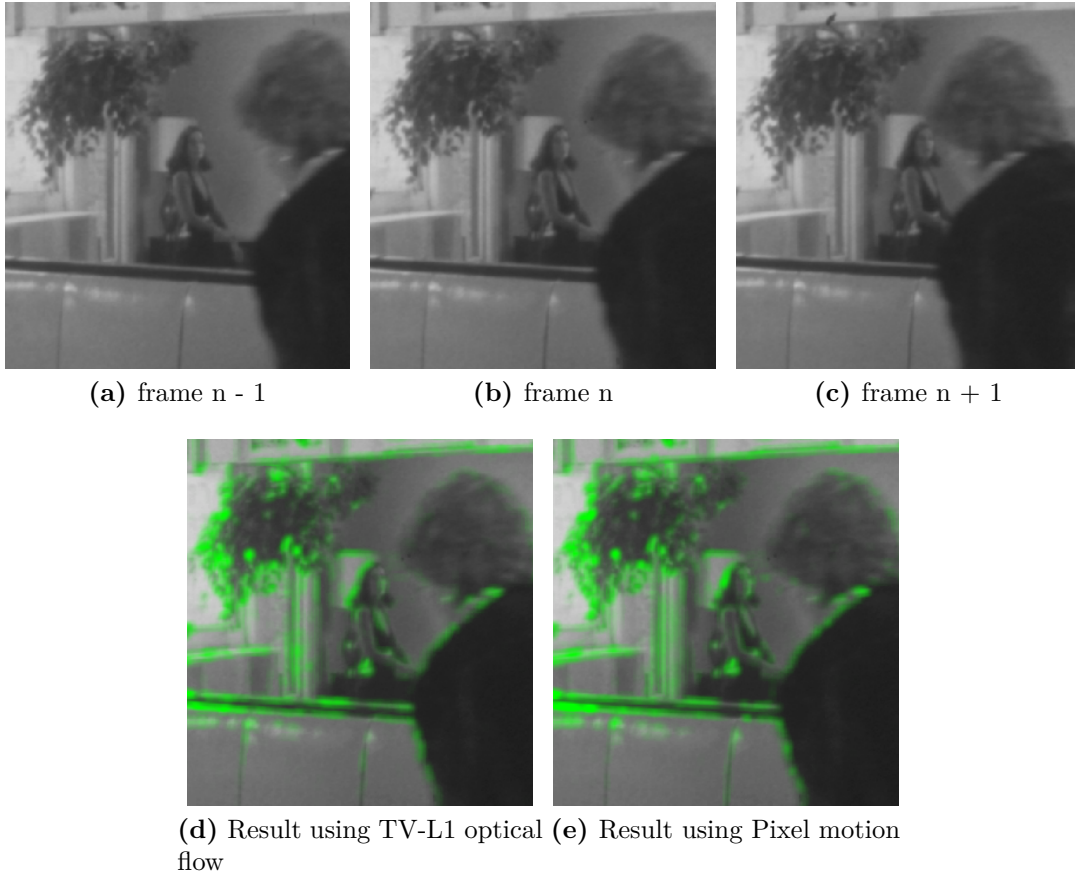 (a) frame n - 1
(b) frame n
(c) frame n + 1
(d) Result using TV-L1 optical
flow
(e) Result using Pixel motion